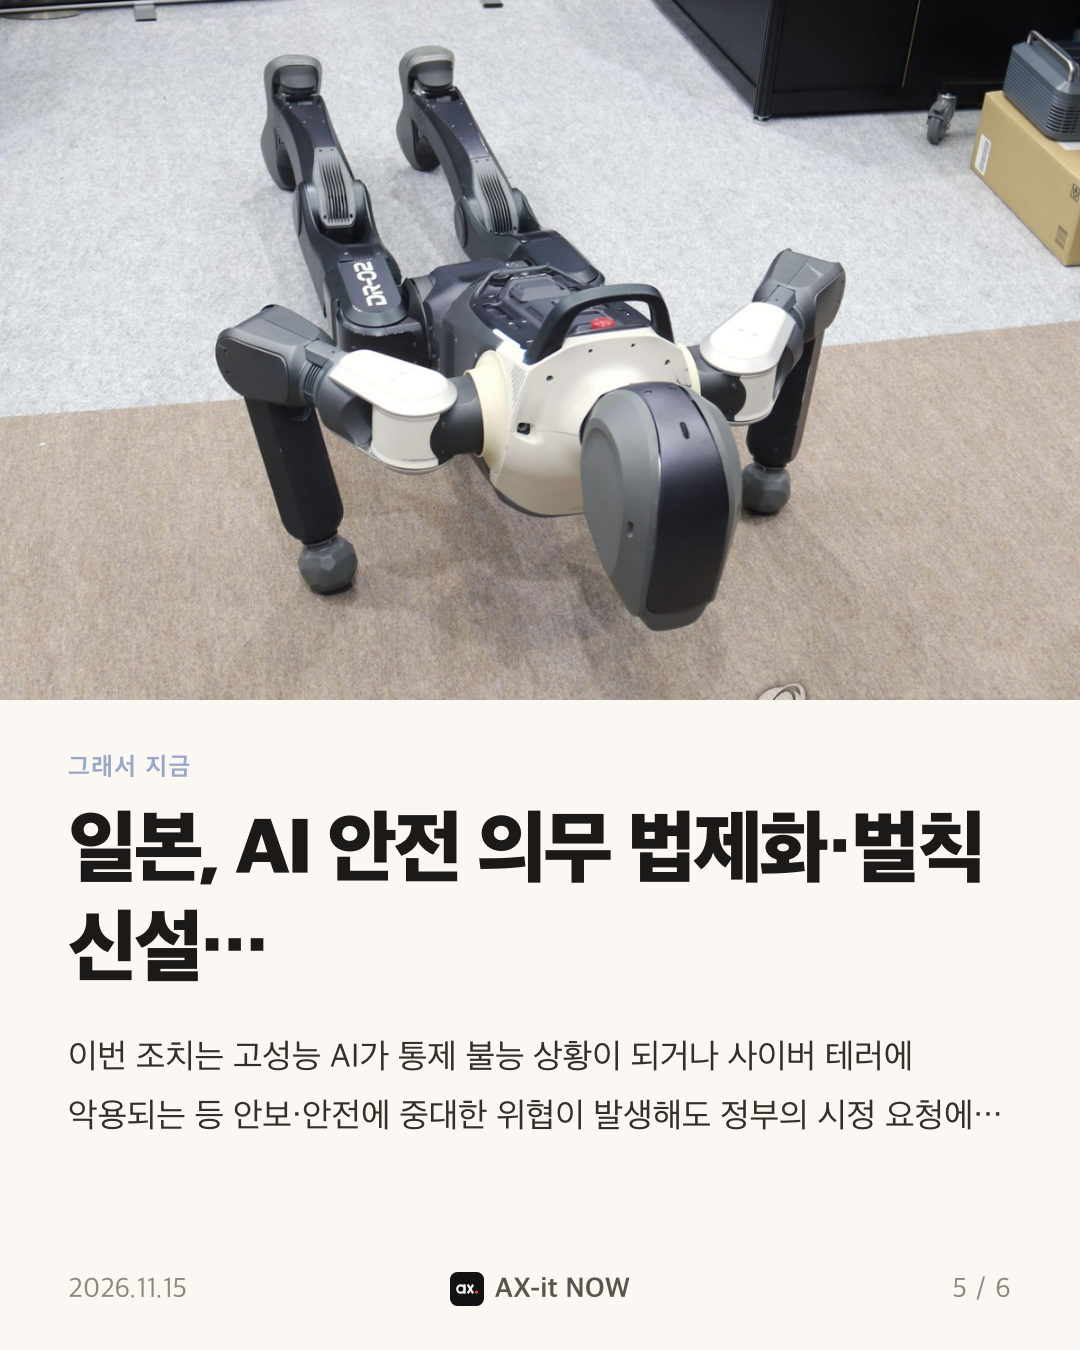 DR-02
그래서 지금
일본, AI 안전 의무 법제화·벌칙
신설…
이번 조치는 고성능 AI가 통제 불능 상황이 되거나 사이버 테러에
악용되는 등 안보·안전에 중대한 위협이 발생해도 정부의 시정 요청에…
2026.11.15
ax.
AX-it NOW
5 / 6